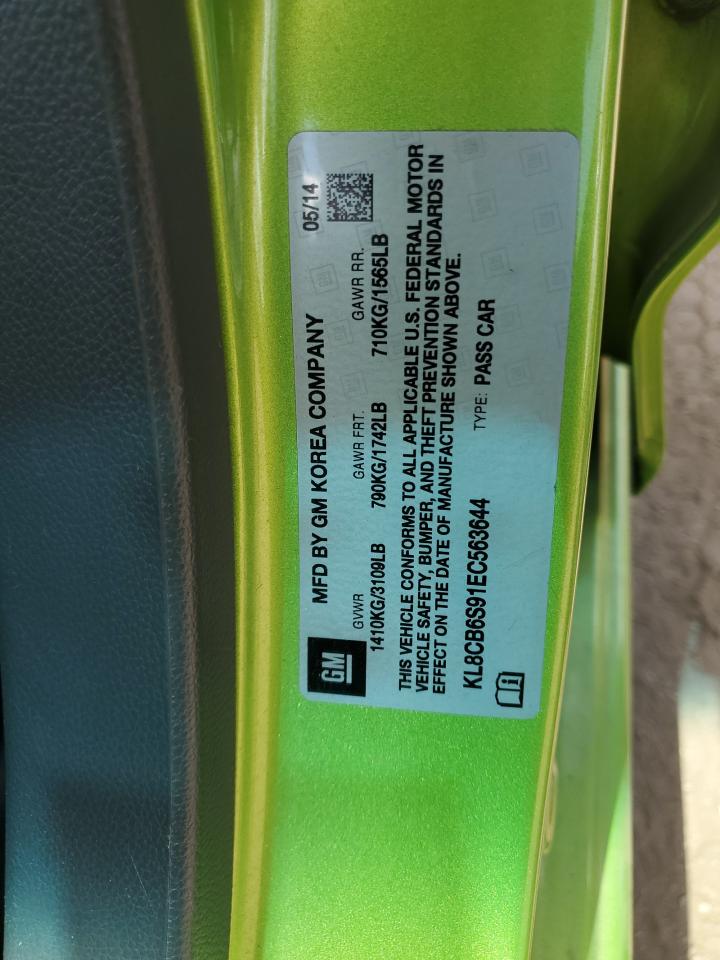 GM
MFD BY GM KOREA COMPANY
05/14
GVWR
GAWR FRT.
GAWR RR.
1410KG/3109LB
790KG/1742LB
710KG/1565LB
THIS VEHICLE CONFORMS TO ALL APPLICABLE U.S. FEDERAL MOTOR
VEHICLE SAFETY, BUMPER, AND THEFT PREVENTION STANDARDS IN
EFFECT ON THE DATE OF MANUFACTURE SHOWN ABOVE.
KL8CB6S91EC563644
TYPE: PASS CAR